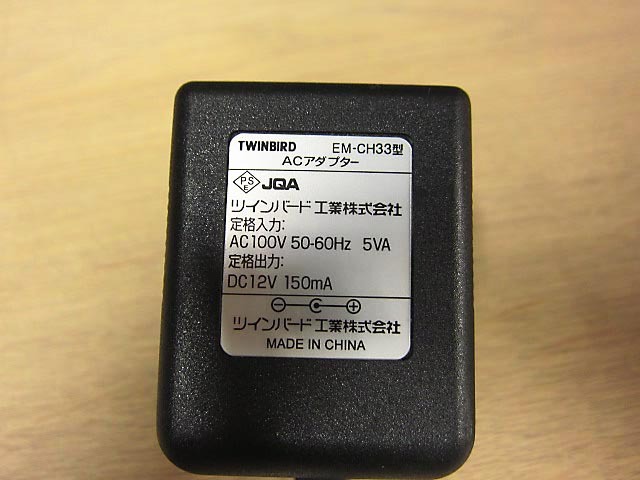 TWINBIRD EM-CH33型
ACアダプター
PSE JQA
ツインバード工業株式会社
定格入力:
AC100V 50-60Hz 5VA
定格出力:
DC12V 150mA
ツインバード工業株式会社
MADE IN CHINA